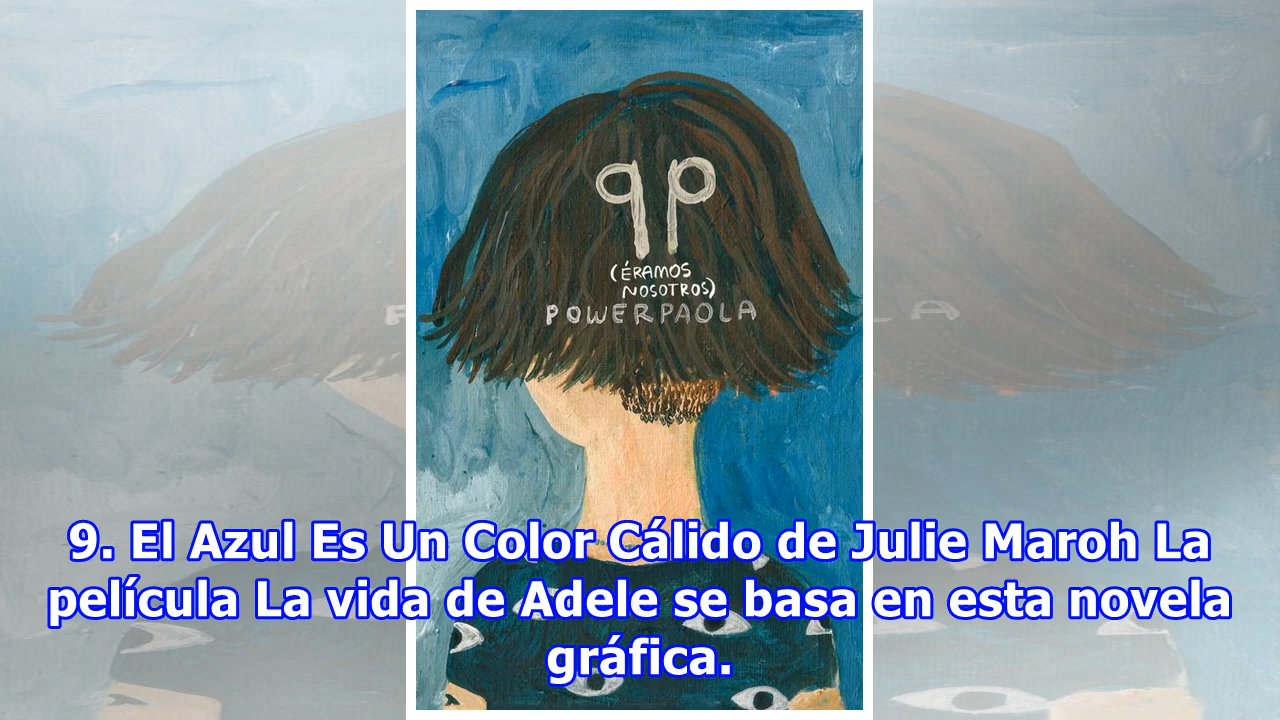 qp
(ÉRAMOS
NOSOTROS)
POWERPAOLA
9. El Azul Es Un Color Cálido de Julie Maroh La
película La vida de Adele se basa en esta novela
gráfica.